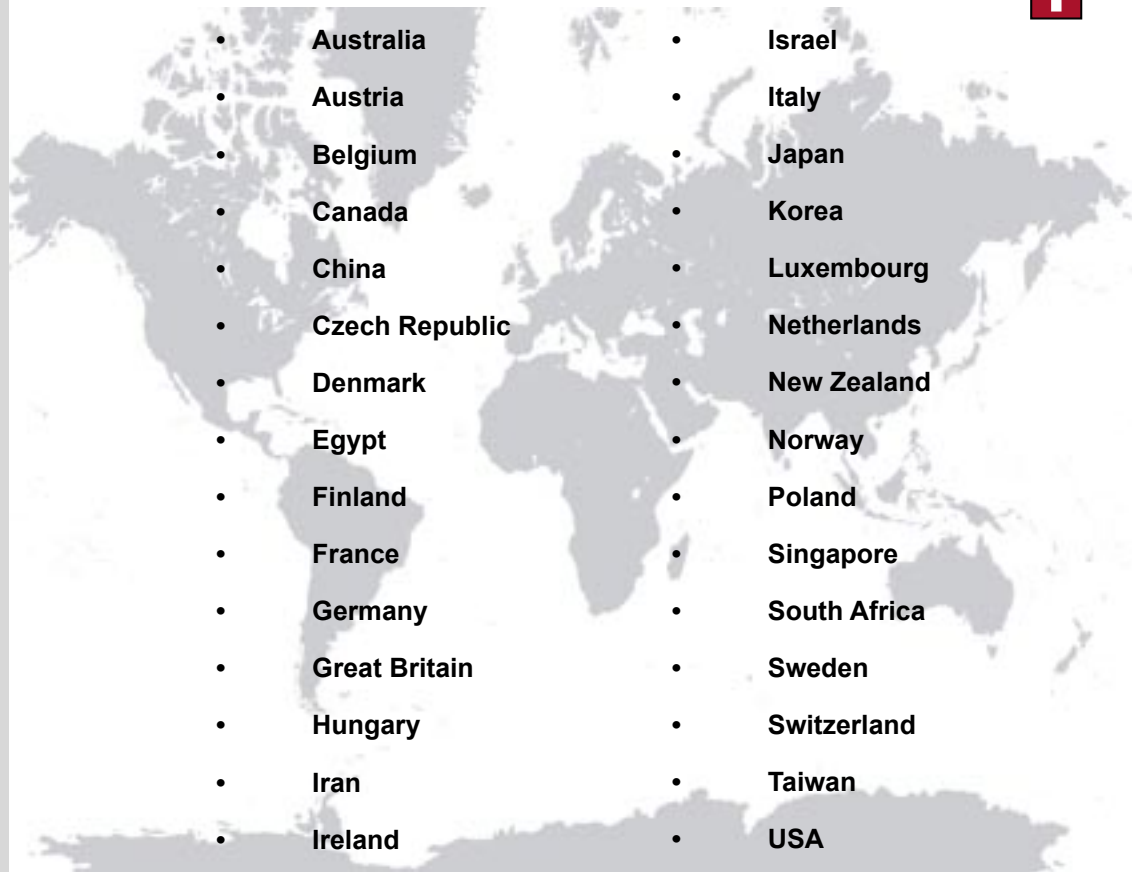 • Australia
• Austria
• Belgium
• Canada
• China
• Czech Republic
• Denmark
• Egypt
• Finland
• France
• Germany
• Great Britain
• Hungary
• Iran
• Ireland
• Israel
• Italy
• Japan
• Korea
• Luxembourg
• Netherlands
• New Zealand
• Norway
• Poland
• Singapore
• South Africa
• Sweden
• Switzerland
• Taiwan
• USA